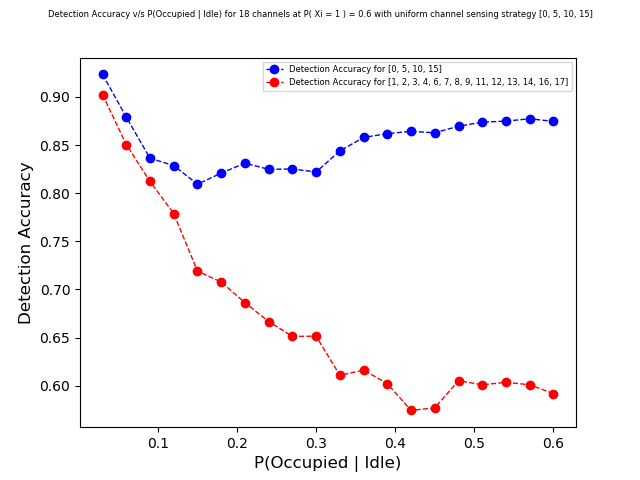 Detection Accuracy v/s P(Occupied | Idle) for 18 channels at P( Xi = 1 ) = 0.6 with uniform channel sensing strategy [0, 5, 10, 15]
Detection Accuracy for [0, 5, 10, 15]
Detection Accuracy for [1, 2, 3, 4, 6, 7, 8, 9, 11, 12, 13, 14, 16, 17]
Detection Accuracy
0.90
0.85
0.80
0.75
0.70
0.65
0.60
0.1 0.2 0.3 0.4 0.5 0.6
P(Occupied | Idle)